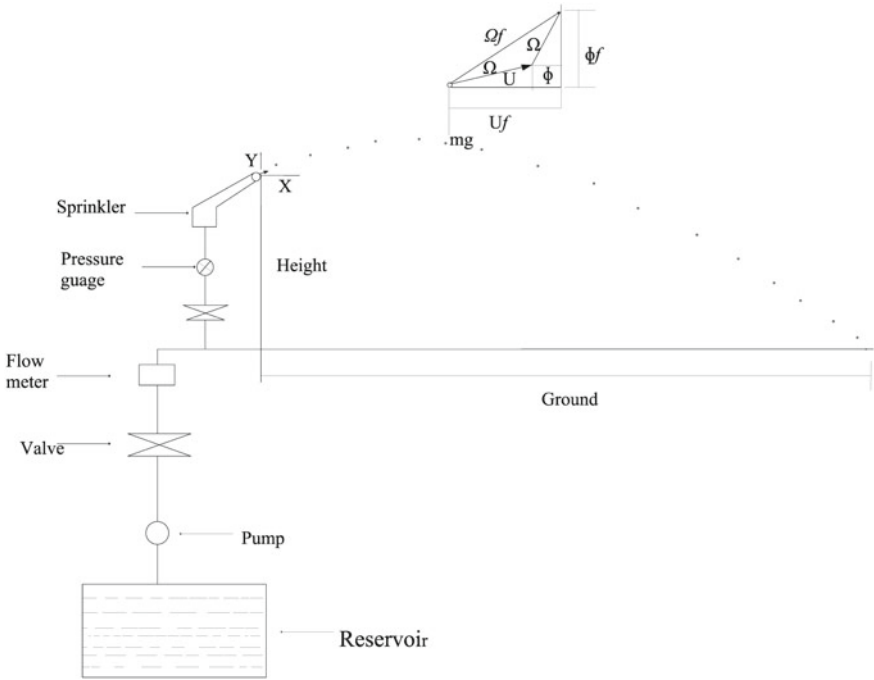 Ωf
Ω
Φf
Ω
U
Φ
Uf
mg
Y
X
Sprinkler
Pressure
guage
Height
Flow
meter
Ground
Valve
Pump
Reservoir